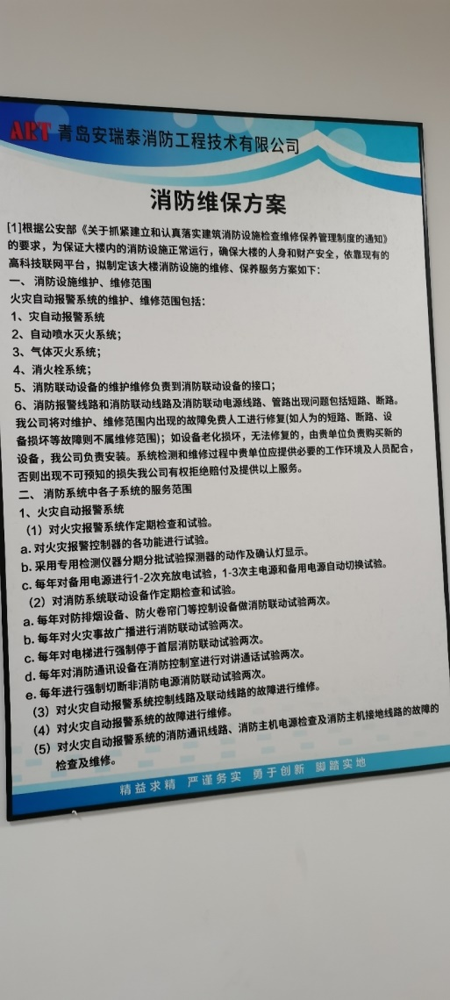 ART 青岛安瑞泰消防工程技术有限公司
消防维保方案
[1]根据公安部《关于抓紧建立和认真落实建筑消防设施检查维修保养管理制度的通知》
的要求，为保证大楼内的消防设施正常运行，确保大楼的人身和财产安全，依靠现有的
高科技联网平台，拟制定该大楼消防设施的维修、保养服务方案如下：
一、 消防设施维护、维修范围
火灾自动报警系统的维护、维修范围包括：
1、灾自动报警系统
2、自动喷水灭火系统；
3、气体灭火系统；
4、消火栓系统；
5、消防联动设备的维护维修负责到消防联动设备的接口；
6、消防报警线路和消防联动线路及消防联动电源线路、管路出现问题包括短路、断路。
我公司将对维护、维修范围内出现的故障免费人工进行修复(如人为的短路、断路、设
备损坏等故障则不属维修范围)；如设备老化损坏，无法修复的，由贵单位负责购买新的
设备，我公司负责安装。系统检测和维修过程中贵单位应提供必要的工作环境及人员配合，
否则出现不可预知的损失我公司有权拒绝赔付及提供以上服务。
二、 消防系统中各子系统的服务范围
1、火灾自动报警系统
（1）对火灾报警系统作定期检查和试验。
a. 对火灾报警控制器的各功能进行试验。
b. 采用专用检测仪器分期分批试验探测器的动作及确认灯显示。
c. 每年对备用电源进行1-2次充放电试验，1-3次主电源和备用电源自动切换试验。
（2）对消防系统联动设备作定期检查和试验。
a. 每年对防排烟设备、防火卷帘门等控制设备做消防联动试验两次。
b. 每年对火灾事故广播进行消防联动试验两次。
c. 每年对电梯进行强制停于首层消防联动试验两次。
d. 每年对消防通讯设备在消防控制室进行对讲通话试验两次。
e. 每年进行强制切断非消防电源消防联动试验两次。
（3）对火灾自动报警系统控制线路及联动线路的故障进行维修。
（4）对火灾自动报警系统的故障进行维修。
（5）对火灾自动报警系统的消防通讯线路、消防主机电源检查及消防主机接地线路的故障的
检查及维修。
精益求精 严谨务实 勇于创新 脚踏实地